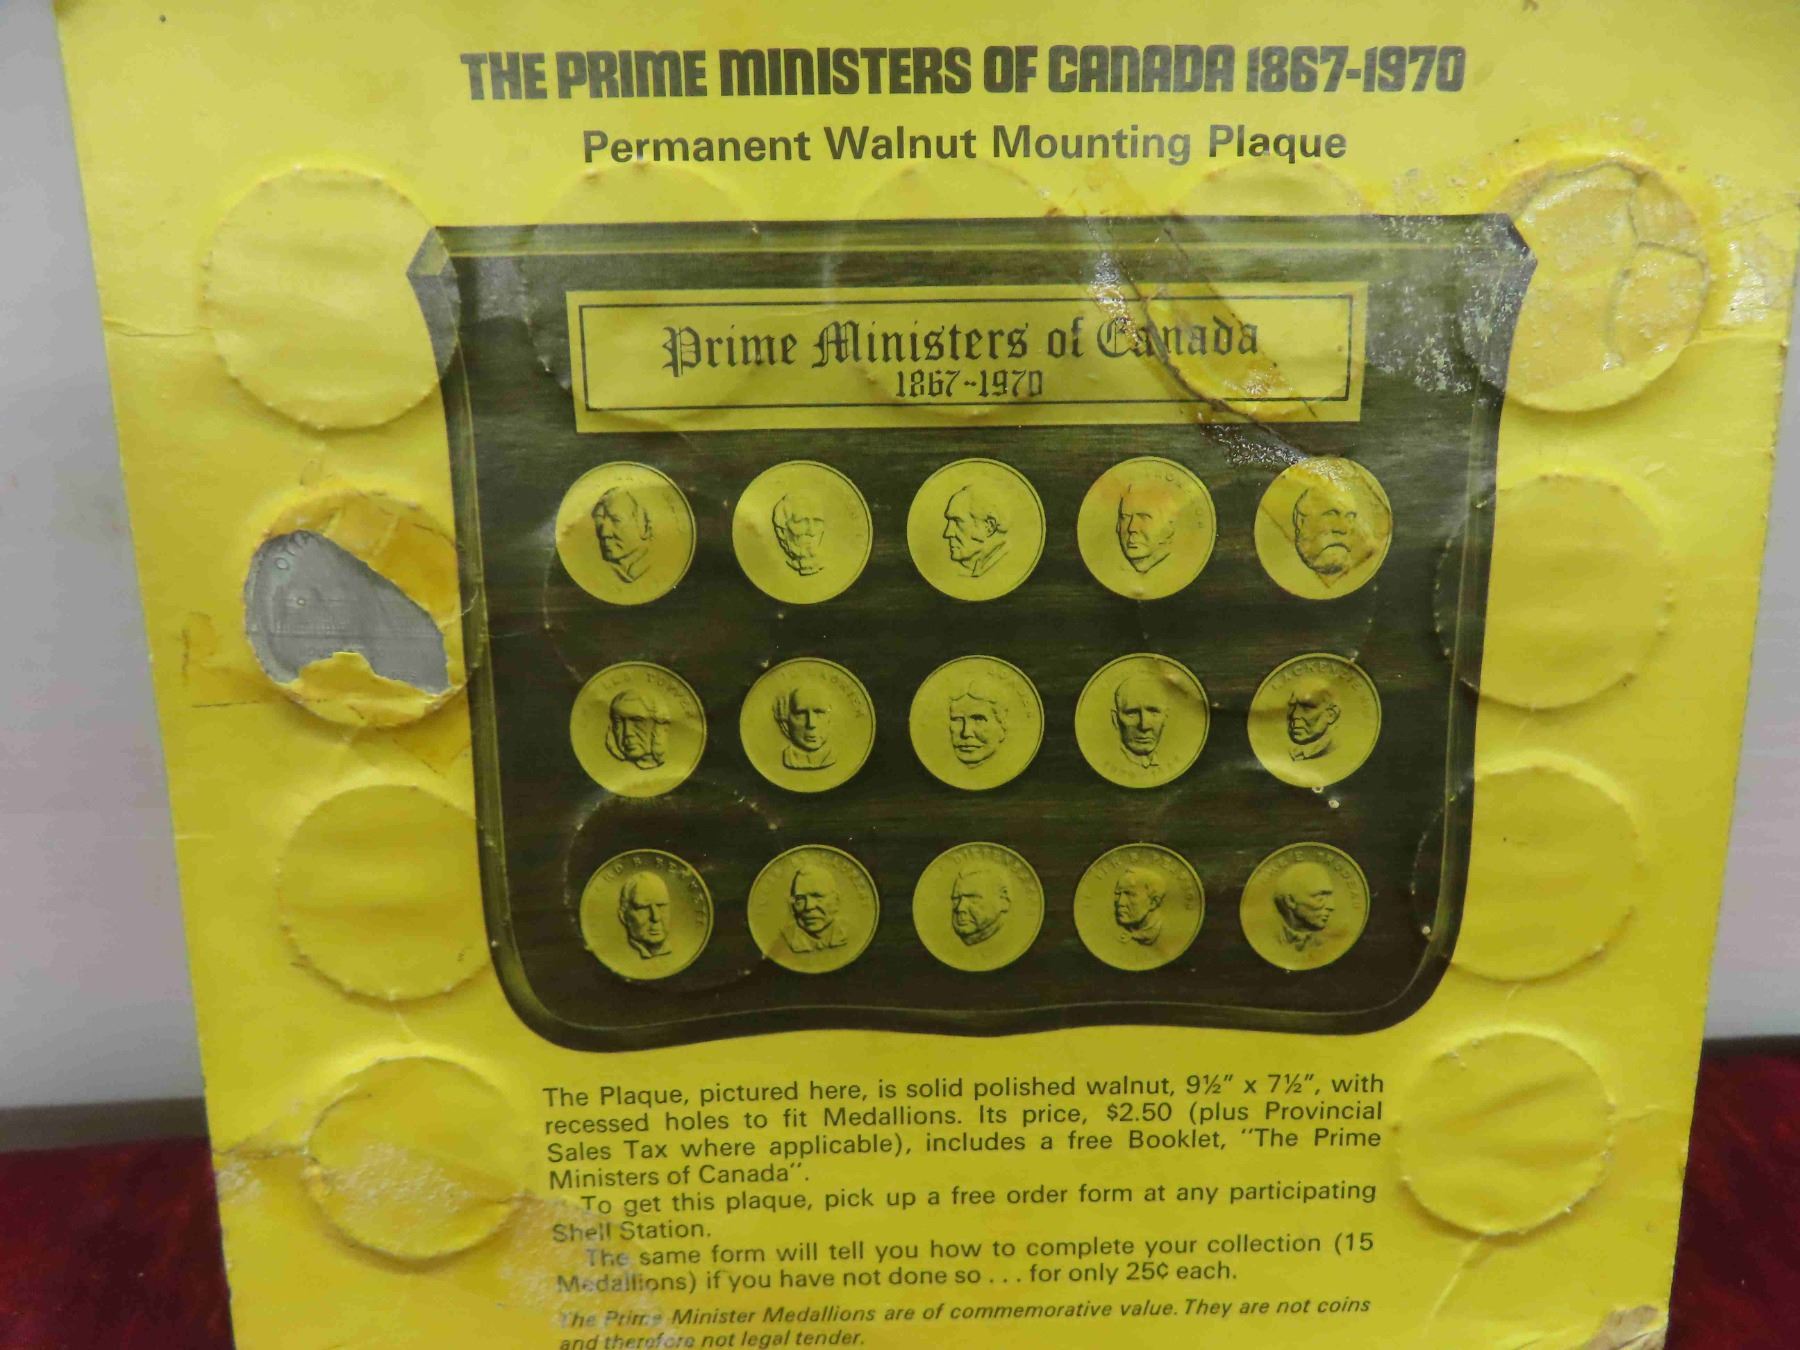 THE PRIME MINISTERS OF CANADA 1867-1970
Permanent Walnut Mounting Plaque
Prime Ministers of Canada
1867-1970
OTTA
The Plaque, pictured here, is solid polished walnut, 9½" x 7½", with
recessed holes to fit Medallions. Its price, $2.50 (plus Provincial
Sales Tax where applicable), includes a free Booklet, "The Prime
Ministers of Canada".
To get this plaque, pick up a free order form at any participating
Shell Station.
The same form will tell you how to complete your collection (15
Medallions) if you have not done so ... for only 25¢ each.
The Prime Minister Medallions are of commemorative value. They are not coins
and therefore not legal tender.